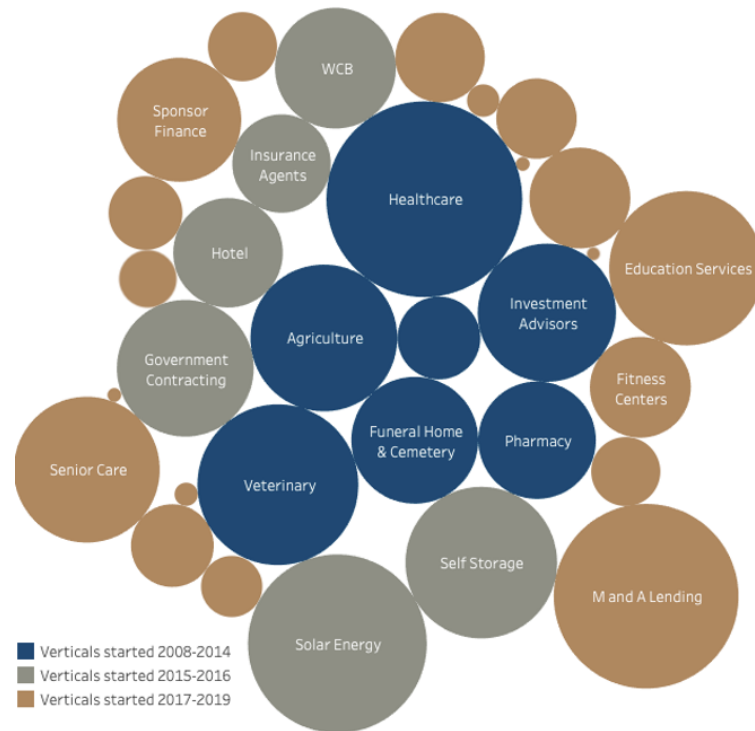 WCB
Sponsor
Finance
Insurance
Agents
Healthcare
Hotel
Education Services
Investment
Advisors
Agriculture
Government
Contracting
Fitness
Centers
Funeral Home
& Cemetery
Pharmacy
Senior Care
Veterinary
Self Storage
M and A Lending
Solar Energy
Verticals started 2008-2014
Verticals started 2015-2016
Verticals started 2017-2019